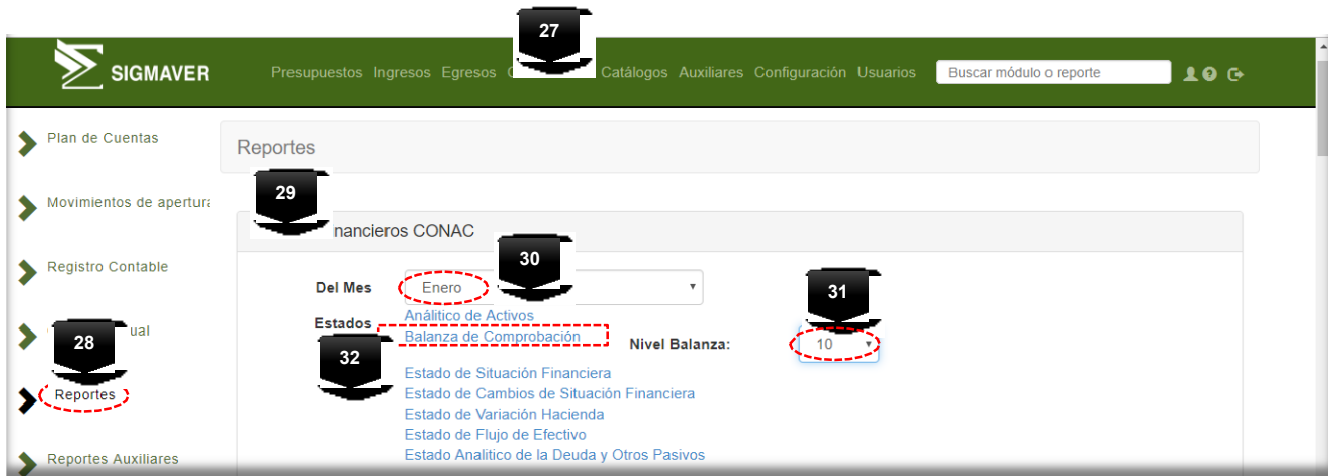 27
SIGMAVER
Presupuestos Ingresos Egresos Catálogos Auxiliares Configuración Usuarios Buscar módulo o reporte
Plan de Cuentas
Reportes
29
Movimientos de apertura
nancieros CONAC
30
Registro Contable
Del Mes Enero
31
Estados Análitico de Activos
28 ual
Balanza de Comprobación Nivel Balanza: 10
32
Estado de Situación Financiera
Reportes
Estado de Cambios de Situación Financiera
Estado de Variación Hacienda
Estado de Flujo de Efectivo
Reportes Auxiliares
Estado Analitico de la Deuda y Otros Pasivos